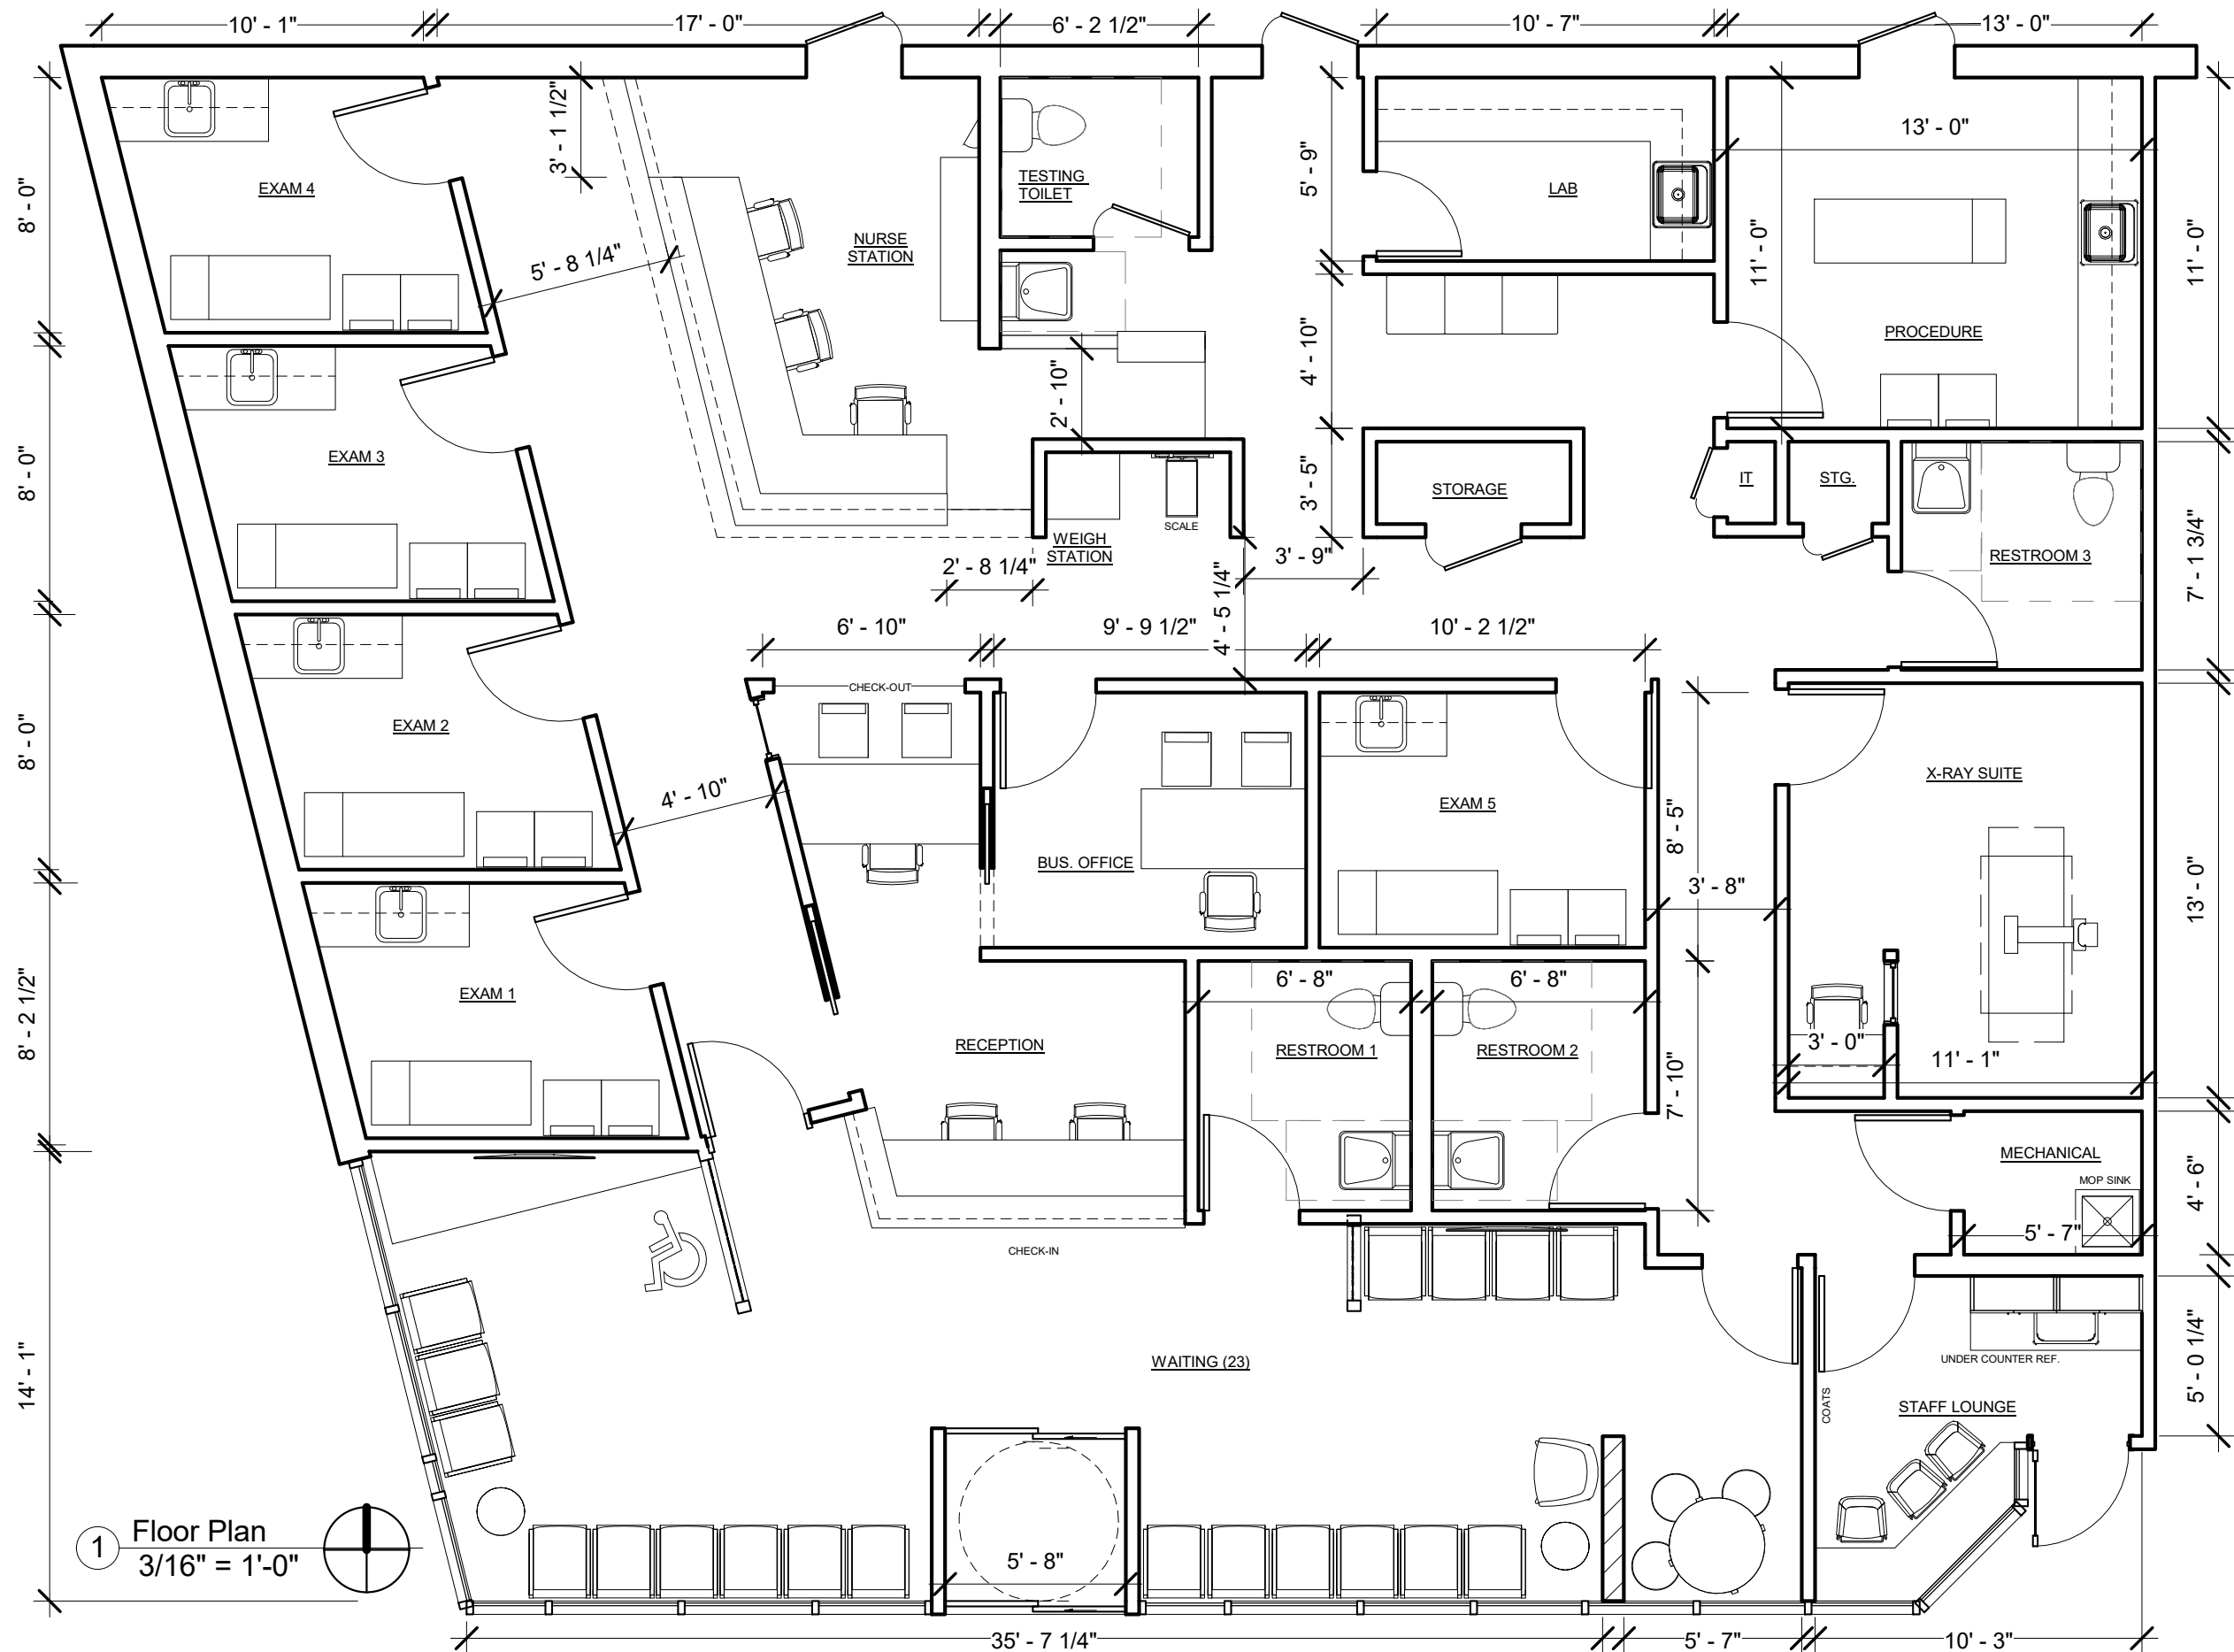 10' - 1"
17' - 0"
6' - 2 1/2"
10' - 7"
13' - 0"
8' - 0"
EXAM 4
3' - 1 1/2"
5' - 8 1/4"
NURSE
STATION
TESTING
TOILET
5' - 9"
LAB
13' - 0"
11' - 0"
11' - 0"
PROCEDURE
4' - 10"
2' - 10"
8' - 0"
EXAM 3
3' - 5"
STORAGE
IT
STG.
SCALE
WEIGH
STATION
2' - 8 1/4"
3' - 9"
RESTROOM 3
7' - 1 3/4"
4' - 5 1/4"
6' - 10"
9' - 9 1/2"
10' - 2 1/2"
8' - 0"
EXAM 2
CHECK-OUT
4' - 10"
BUS. OFFICE
EXAM 5
8' - 5"
3' - 8"
X-RAY SUITE
13' - 0"
8' - 2 1/2"
EXAM 1
RECEPTION
6' - 8"
6' - 8"
RESTROOM 1
RESTROOM 2
7' - 10"
3' - 0"
11' - 1"
MECHANICAL
MOP SINK
4' - 6"
5' - 7"
CHECK-IN
14' - 1"
WAITING (23)
UNDER COUNTER REF.
COATS
STAFF LOUNGE
5' - 0 1/4"
5' - 8"
1
Floor Plan
3/16" = 1'-0"
35' - 7 1/4"
5' - 7"
10' - 3"